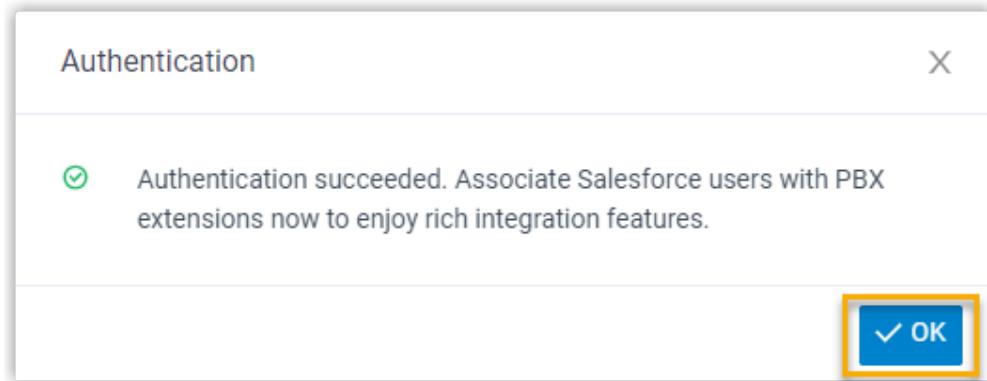 Authentication X
Authentication succeeded. Associate Salesforce users with PBX
extensions now to enjoy rich integration features.
OK